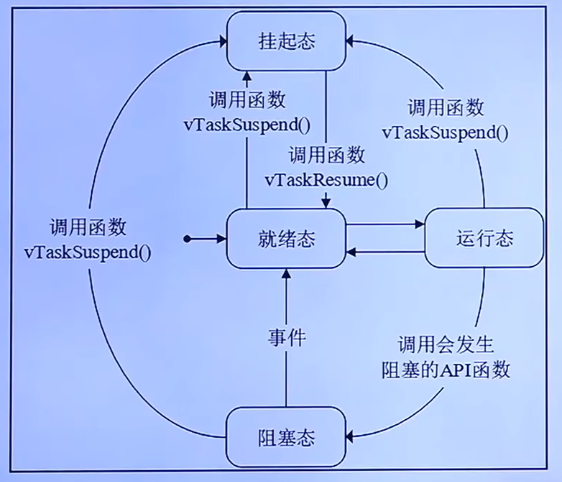 挂起态
调用函数
vTaskSuspend()
调用函数
vTaskSuspend()
调用函数
vTaskResume()
调用函数
vTaskSuspend()
就绪态
运行态
事件
调用会发生
阻塞的API函数
阻塞态